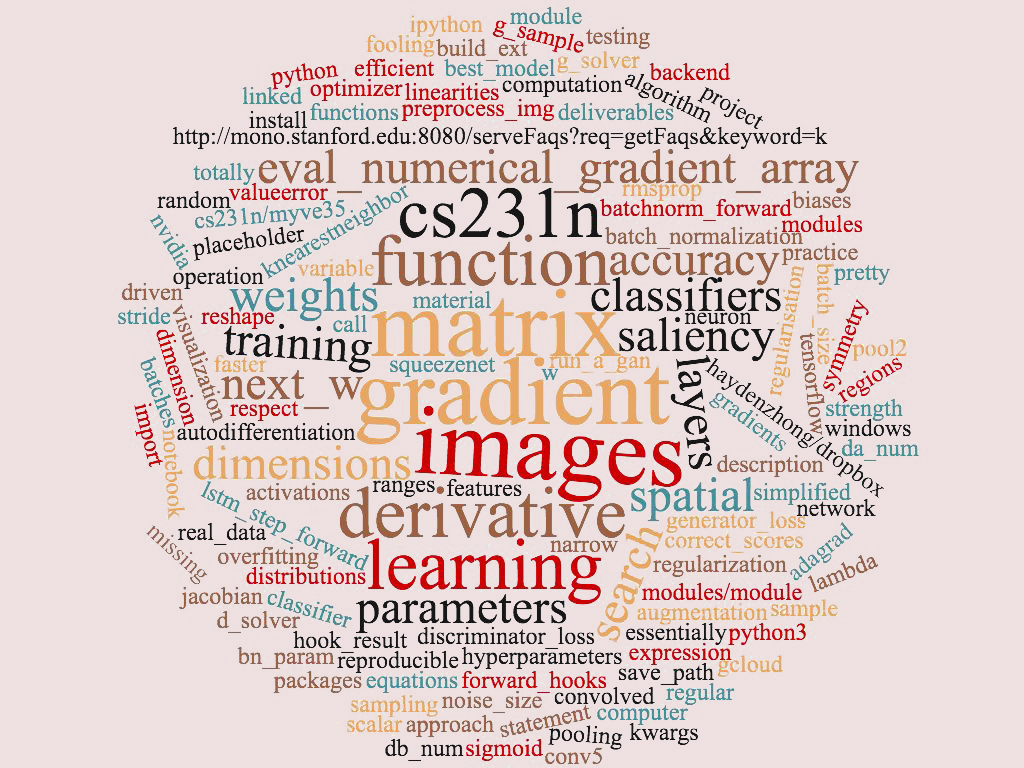 module
ipython
g_sample
testing
fooling
build_ext
g_solver
python
efficient
best_model
computation
algorithm
backend
linked
optimizer
linearities
project
install
functions
preprocess_img
deliverables
http://mono.stanford.edu:8080/serveFaqs?req=getFaqs&keyword=k
totally
eval_numerical_gradient_array
random
valueerror
rmsprop
biases
cs231n/myve35
knearestneighbor
cs231n
batchnorm_forward
modules
nvidia
placeholder
batch_normalization
practice
operation
variable
function
accuracy
regularisation
batch_size
pretty
driven
weights
material
classifiers
stride
visualization
reshape
call
matrix
neuron
symmetry
training
saliency
tensorflow
pool2
dimension
batches
faster
squeezenet
w
run_a_gan
layers
haydenzhong/dropbox
regions
next_w
gradient
gradients
strength
import
notebook
respect
windows
autodifferentiation
images
da_num
dimensions
description
lstm_step_forward
activations
ranges
features
spatial
simplified
derivative
network
missing
real_data
generator_loss
overfitting
narrow
search
correct_scores
adagrad
distributions
learning
regularization
lambda
jacobian
classifier
parameters
modules/module
d_solver
augmentation
sample
hook_result
discriminator_loss
essentially
python3
bn_param
reproducible
hyperparameters
expression
gcloud
packages
equations
forward_hooks
save_path
sampling
noise_size
convolved
regular
scalar
approach
statement
computer
db_num
sigmoid
pooling
kwargs
conv5